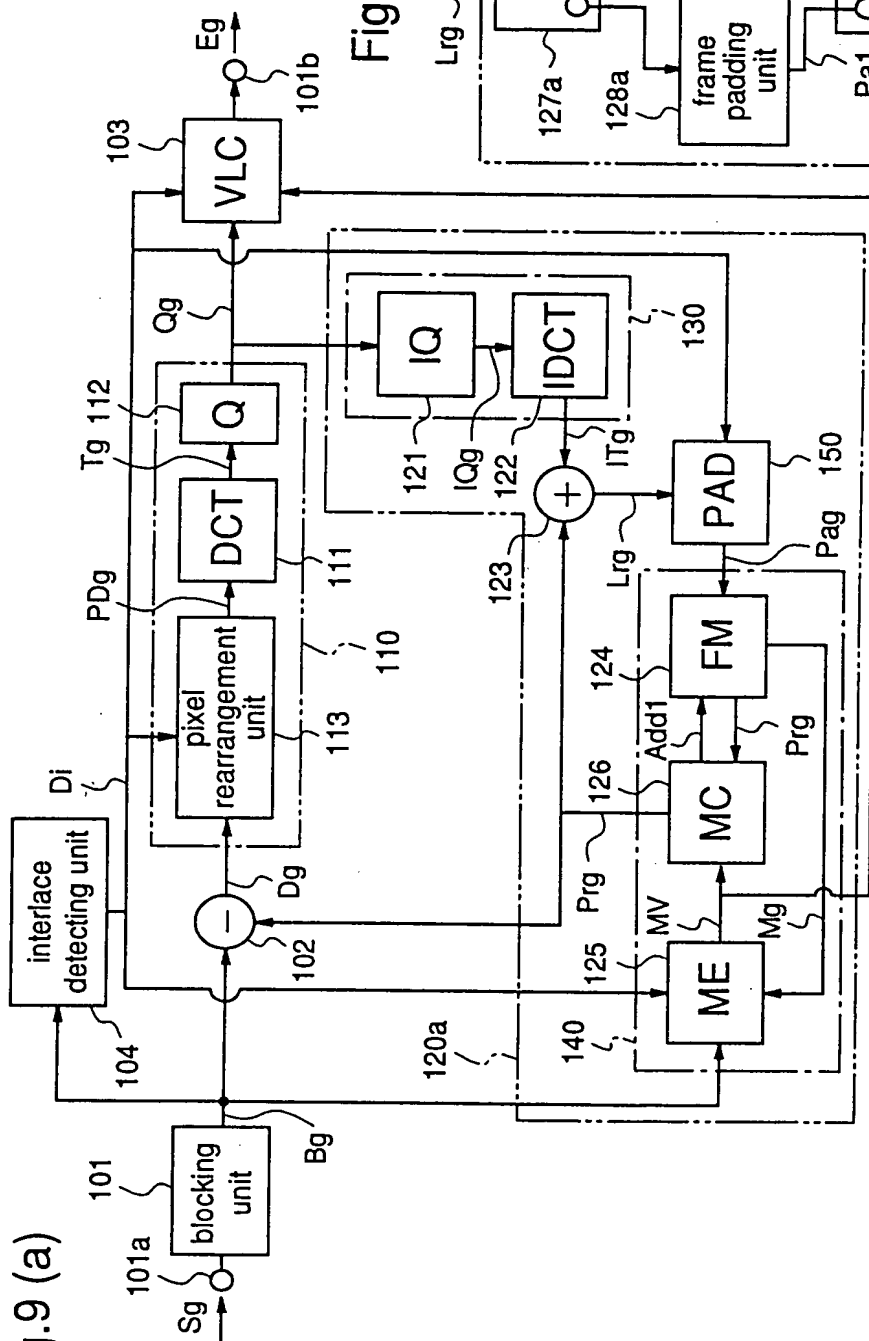 g.9 (a)
Sg
101a
101
blocking
unit
Bg
104
interlace
detecting unit
Di
102
Dg
pixel
rearrangement
unit
113
110
PDg
DCT
111
Tg
Q
112
Qg
VLC
103
101b
Eg
120a
140
ME
125
MV
Mg
Prg
MC
126
Add1
Prg
FM
124
Pag
PAD
150
Lrg
123
+
ITg
IQ
121
IQg
IDCT
122
130
Fig
Lrg
127a
128a
frame
padding
unit
Pa1